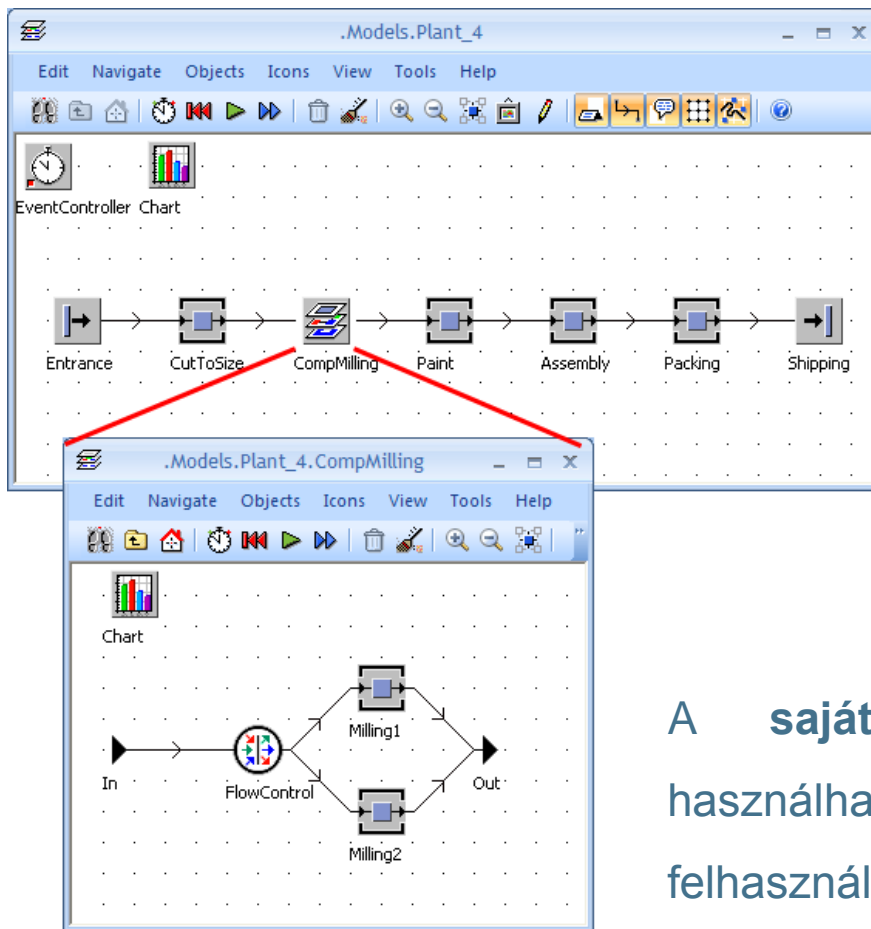 .Models.Plant_4
Edit Navigate Objects Icons View Tools Help
EventController Chart
Entrance CutToSize CompMilling Paint Assembly Packing Shipping
.Models.Plant_4.CompMilling
Edit Navigate Objects Icons View Tools Help
Chart
Milling1
In FlowControl Out
Milling2
A saját
használha
felhasznál